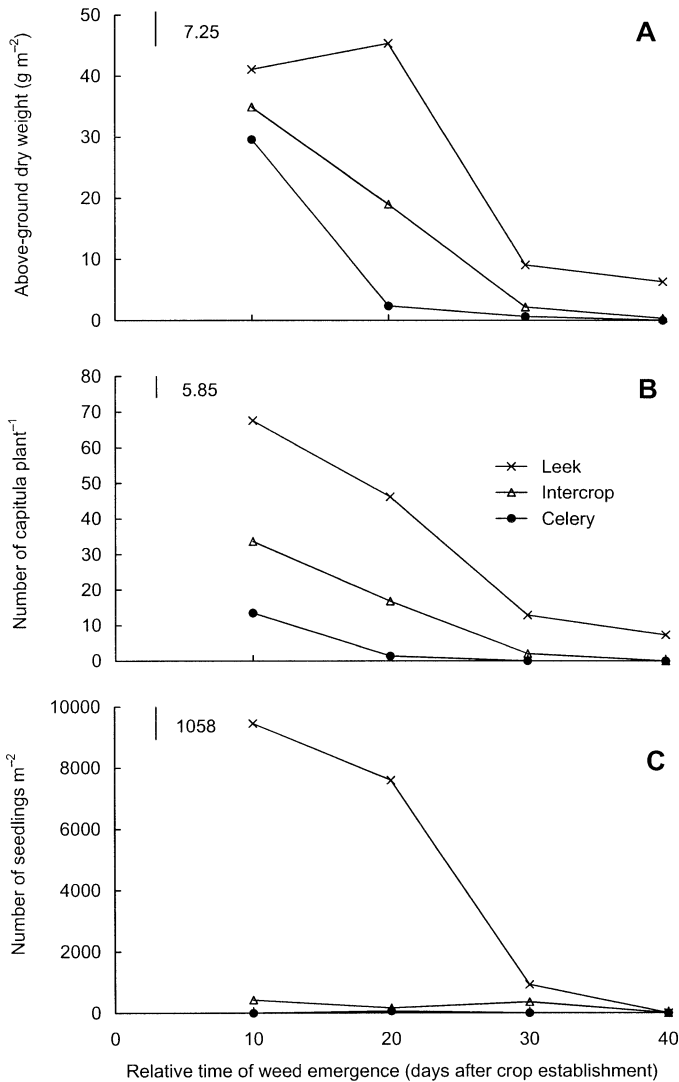 50
40
30
20
10
0
Above-ground dry weight (g m⁻²)
7.25
A
80
70
60
50
40
30
20
10
0
Number of capitula plant⁻¹
5.85
B
Leek
Intercrop
Celery
10000
8000
6000
4000
2000
0
Number of seedlings m⁻²
1058
C
0 10 20 30 40
Relative time of weed emergence (days after crop establishment)